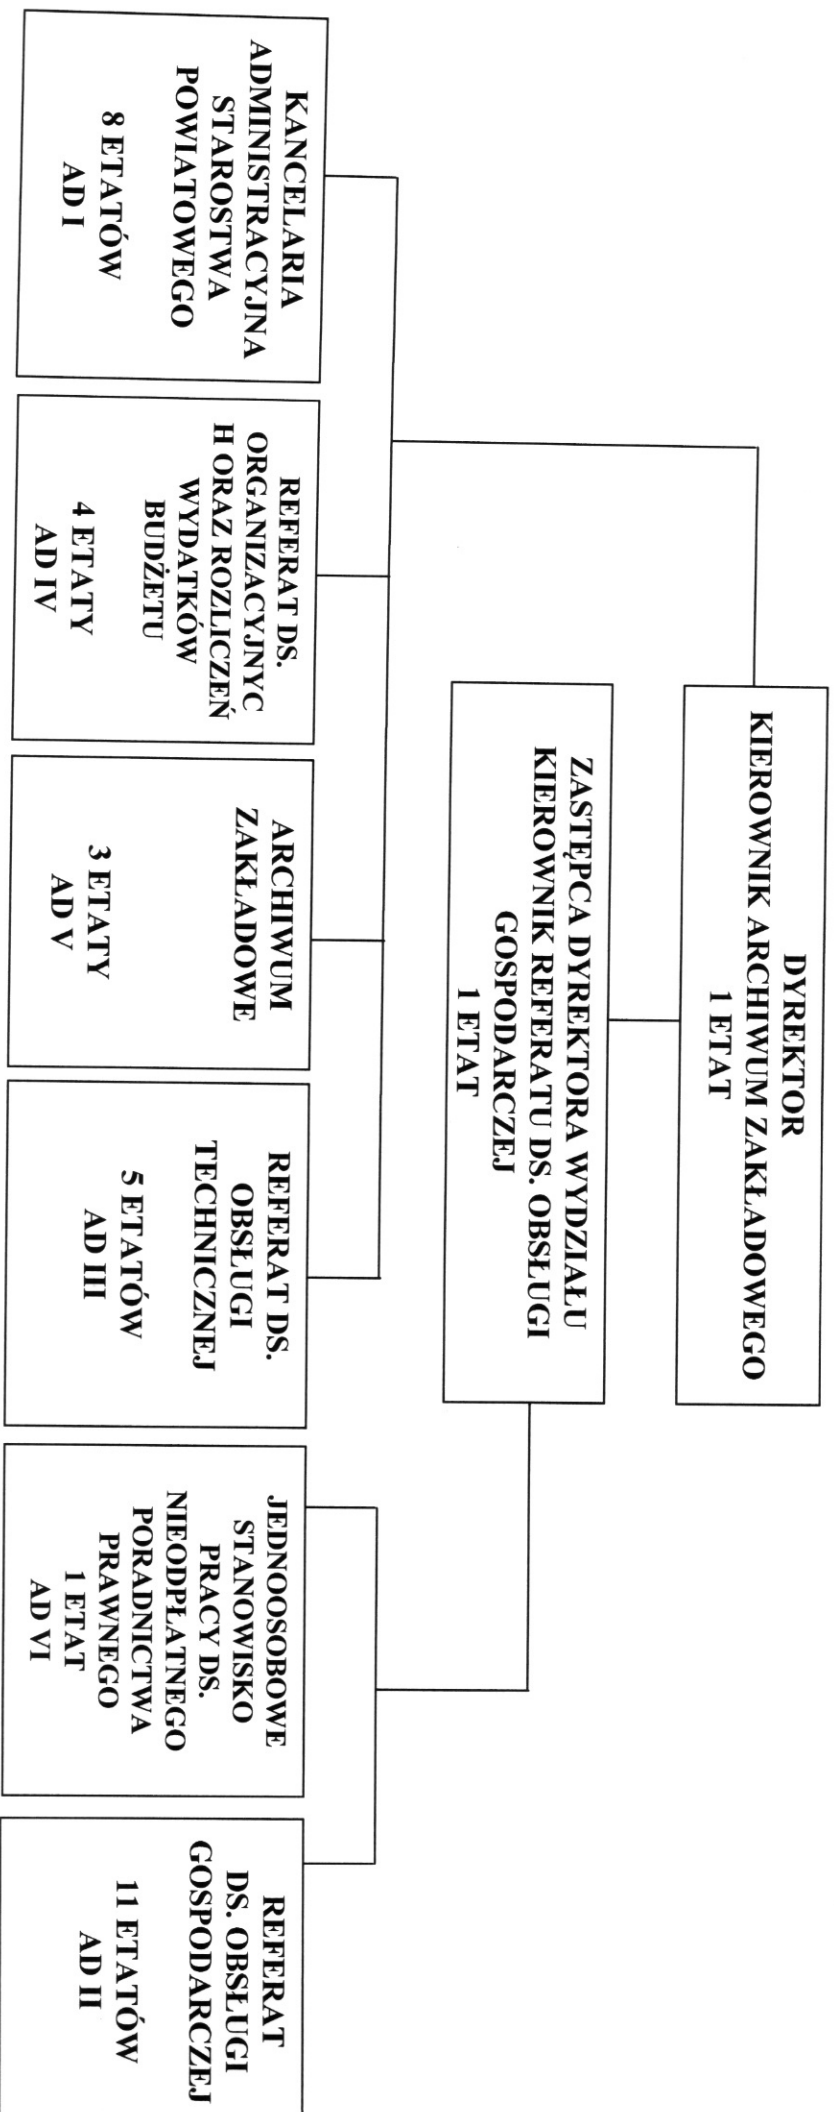 DYREKTOR
KIEROWNIK ARCHIWUM ZAKŁADOWEGO
1 ETAT
ZASTĘPCA DYREKTORA WYDZIAŁU
KIEROWNIK REFERATU DS. OBSŁUGI
GOSPODARCZEJ
1 ETAT
KANCELARIA
ADMINISTRACYJNA
STAROSTWA
POWIATOWEGO
8 ETATÓW
AD I
REFERAT DS.
ORGANIZACYJNYC
H ORAZ ROZLICZEŃ
WYDATKÓW
BUDŻETU
4 ETATY
AD IV
ARCHIWUM
ZAKŁADOWE
3 ETATY
AD V
REFERAT DS.
OBSŁUGI
TECHNICZNEJ
5 ETATÓW
AD III
JEDNOOSOBOWE
STANOWISKO
PRACY DS.
NIEODPŁATNEGO
PORADNICTWA
PRAWNEGO
1 ETAT
AD VI
REFERAT
DS. OBSŁUGI
GOSPODARCZEJ
11 ETATÓW
AD II